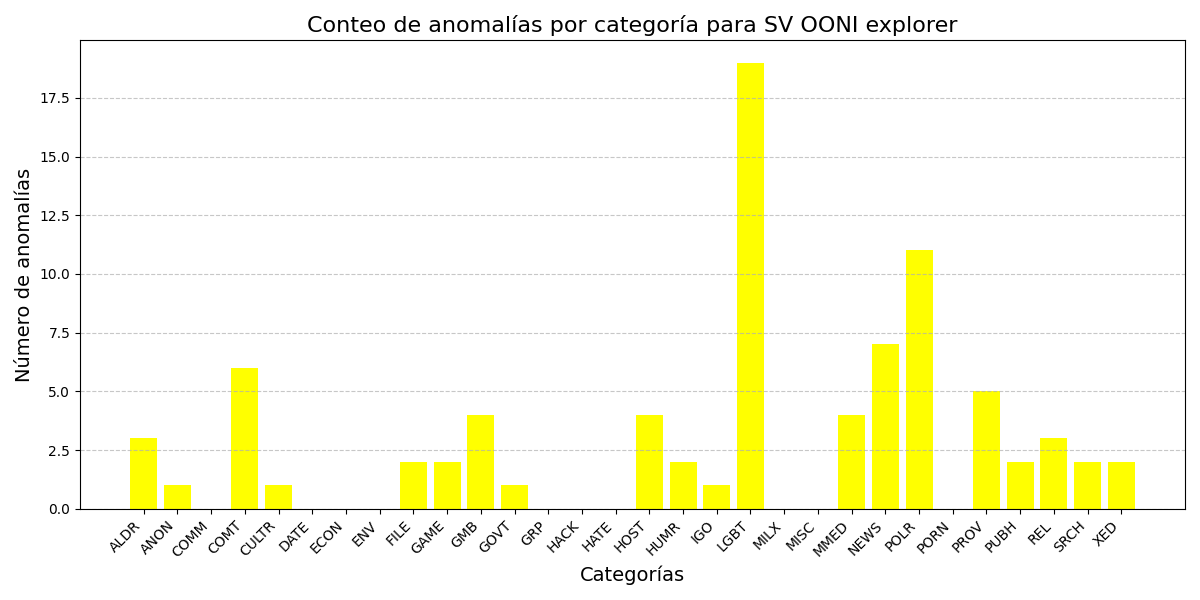 Conteo de anomalías por categoría para SV OONI explorer
Número de anomalías
17.5
15.0
12.5
10.0
7.5
5.0
2.5
0.0
ALDR
ANON
COMM
COMT
CULTR
DATE
ECON
ENV
FILE
GAME
GMB
GOVT
GRP
HACK
HATE
HOST
HUMR
IGO
LGBT
MILX
MISC
MMED
NEWS
POLR
PORN
PROV
PUBH
REL
SRCH
XED
Categorías